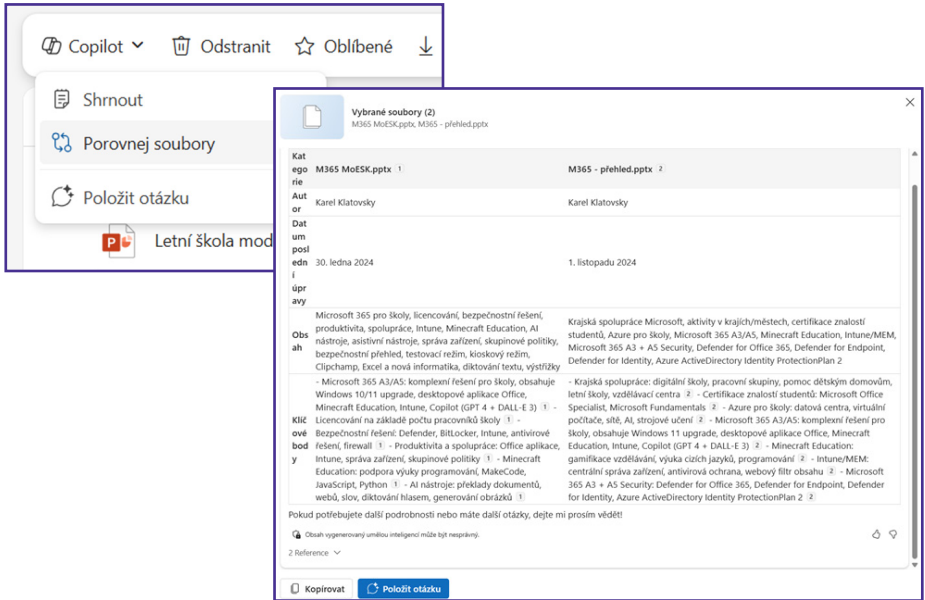 Copilot
Odstranit
Oblíbené
Shrnout
Porovnej soubory
Položit otázku
Letní škola mod
Vybrané soubory (2)
M365 MoESK.pptx, M365 - přehled.pptx
Kat
ego
rie
M365 MoESK.pptx 1
M365 - přehled.pptx 2
Aut
or
Karel Klatovsky
Karel Klatovsky
Dat
um
posl
edn
í
úpr
avy
30. ledna 2024
1. listopadu 2024
Obs
ah
Microsoft 365 pro školy, licencování, bezpečnostní řešení,
produktivita, spolupráce, Intune, Minecraft Education, AI
nástroje, asistivní nástroje, správa zařízení, skupinové politiky,
bezpečnostní přehled, testovací režim, kioskový režim,
Clipchamp, Excel a nová informatika, diktování textu, výstřižky
Krajská spolupráce Microsoft, aktivity v krajích/městech, certifikace znalostí
studentů, Azure pro školy, Microsoft 365 A3/A5, Minecraft Education, Intune/MEM,
Microsoft 365 A3 + A5 Security, Defender for Office 365, Defender for Endpoint,
Defender for Identity, Azure ActiveDirectory Identity ProtectionPlan 2
Klíč
ové
bod
y
- Microsoft 365 A3/A5: komplexní řešení pro školy, obsahuje
Windows 10/11 upgrade, desktopové aplikace Office,
Minecraft Education, Intune, Copilot (GPT 4 + DALL-E 3) 1 -
Licencování na základě počtu pracovníků školy 1 -
Bezpečnostní řešení: Defender, BitLocker, Intune, antivirové
řešení, firewall 1 - Produktivita a spolupráce: Office aplikace,
Intune, správa zařízení, skupinové politiky 1 - Minecraft
Education: podpora výuky programování, MakeCode,
JavaScript, Python 1 - AI nástroje: překlady dokumentů,
webů, slov, diktování hlasem, generování obrázků 1
- Krajská spolupráce: digitální školy, pracovní skupiny, pomoc dětským domovům,
letní školy, vzdělávací centra 2 - Certifikace znalostí studentů: Microsoft Office
Specialist, Microsoft Fundamentals 2 - Azure pro školy: datová centra, virtuální
počítače, sítě, AI, strojové učení 2 - Microsoft 365 A3/A5: komplexní řešení pro
školy, obsahuje Windows 11 upgrade, desktopové aplikace Office, Minecraft
Education, Intune, Copilot (GPT-4 + DALL-E 3) 2 - Minecraft Education:
gamifikace vzdělávání, výuka cizích jazyků, programování 2 - Intune/MEM:
centrální správa zařízení, antivirová ochrana, webový filtr obsahu 2 - Microsoft
365 A3 + A5 Security: Defender for Office 365, Defender for Endpoint, Defender
for Identity, Azure ActiveDirectory Identity ProtectionPlan 2 2
Pokud potřebujete další podrobnosti nebo máte další otázky, dejte mi prosím vědět!
Obsah vygenerovaný umělou inteligencí může být nesprávný.
2 Reference
Kopírovat
Položit otázku